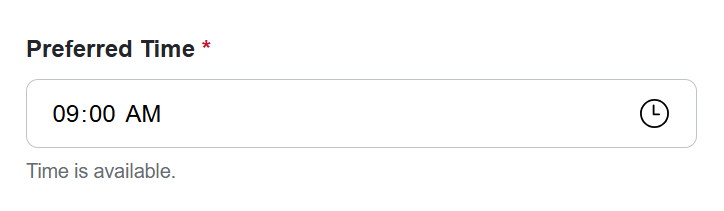 Preferred Time *
09:00 AM
Time is available.